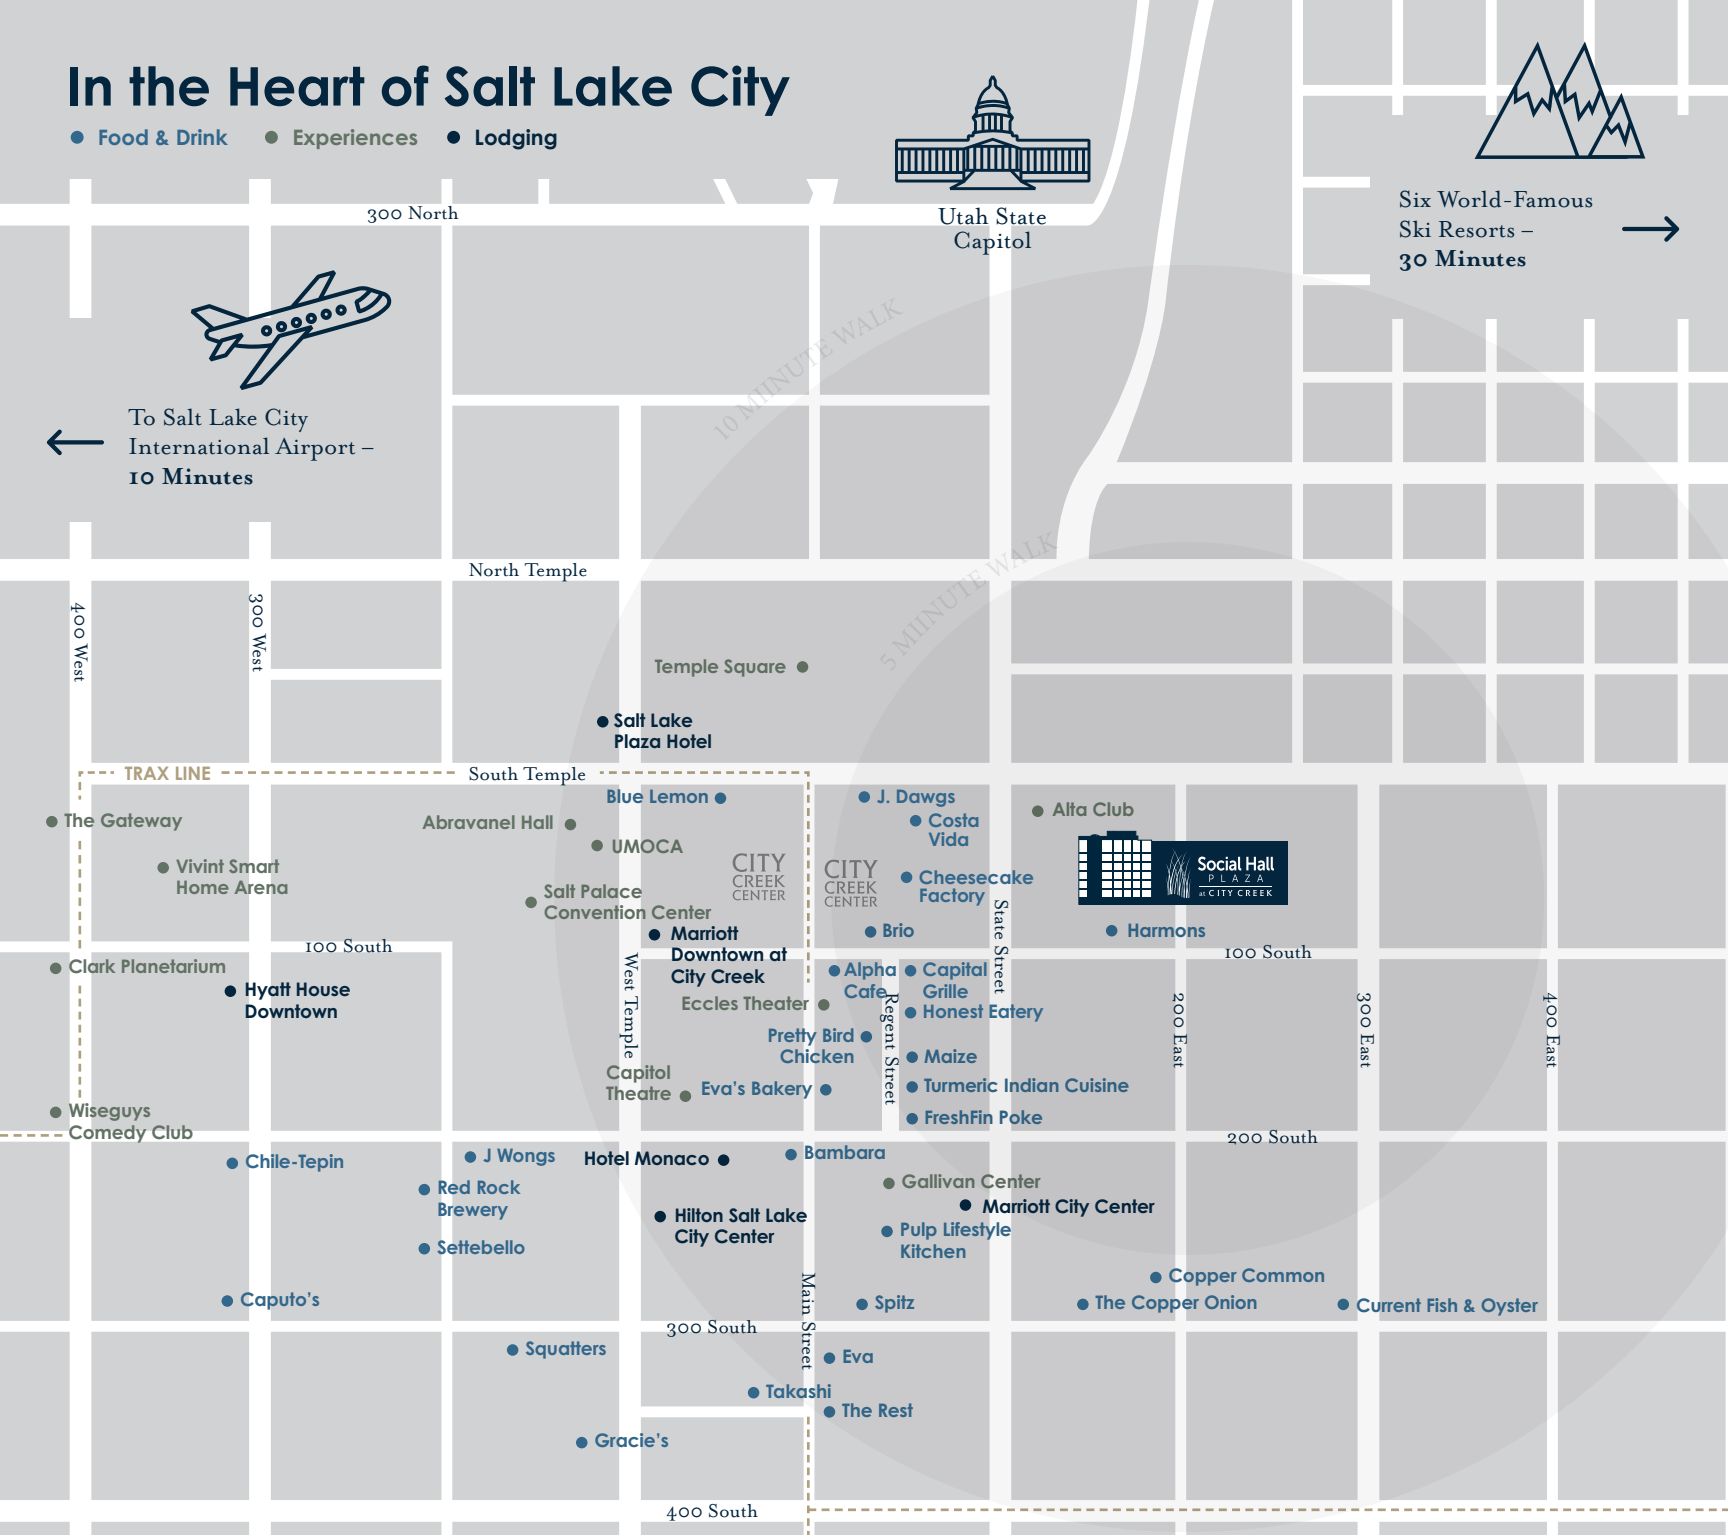 In the Heart of Salt Lake City
Food & Drink
Experiences
Lodging
300 North
Utah State
Capitol
Six World-Famous
Ski Resorts –
30 Minutes
To Salt Lake City
International Airport –
10 Minutes
10 MIINUTE WALK
5 MIINUTE WALK
North Temple
400 West
300 West
Temple Square
Salt Lake
Plaza Hotel
TRAX LINE
South Temple
Blue Lemon
J. Dawgs
Costa
Vida
Alta Club
The Gateway
Abravanel Hall
UMOCA
Vivint Smart
Home Arena
CITY
CREEK
CENTER
CITY
CREEK
CENTER
Cheesecake
Factory
Social Hall
PLAZA
at CITY CREEK
Salt Palace
Convention Center
State Street
Marriott
Downtown at
City Creek
Brio
Harmons
100 South
100 South
West Temple
Clark Planetarium
Hyatt House
Downtown
Alpha
Cafe
Capital
Grille
Regent Street
Eccles Theater
Honest Eatery
200 East
300 East
400 East
Pretty Bird
Chicken
Maize
Capitol
Theatre
Eva's Bakery
Turmeric Indian Cuisine
FreshFin Poke
Wiseguys
Comedy Club
200 South
Chile-Tepin
J Wongs
Hotel Monaco
Bambara
Red Rock
Brewery
Gallivan Center
Marriott City Center
Hilton Salt Lake
City Center
Pulp Lifestyle
Kitchen
Settebello
Main Street
Copper Common
Caputo's
Spitz
The Copper Onion
Current Fish & Oyster
300 South
Squatters
Eva
Takashi
The Rest
Gracie's
400 South